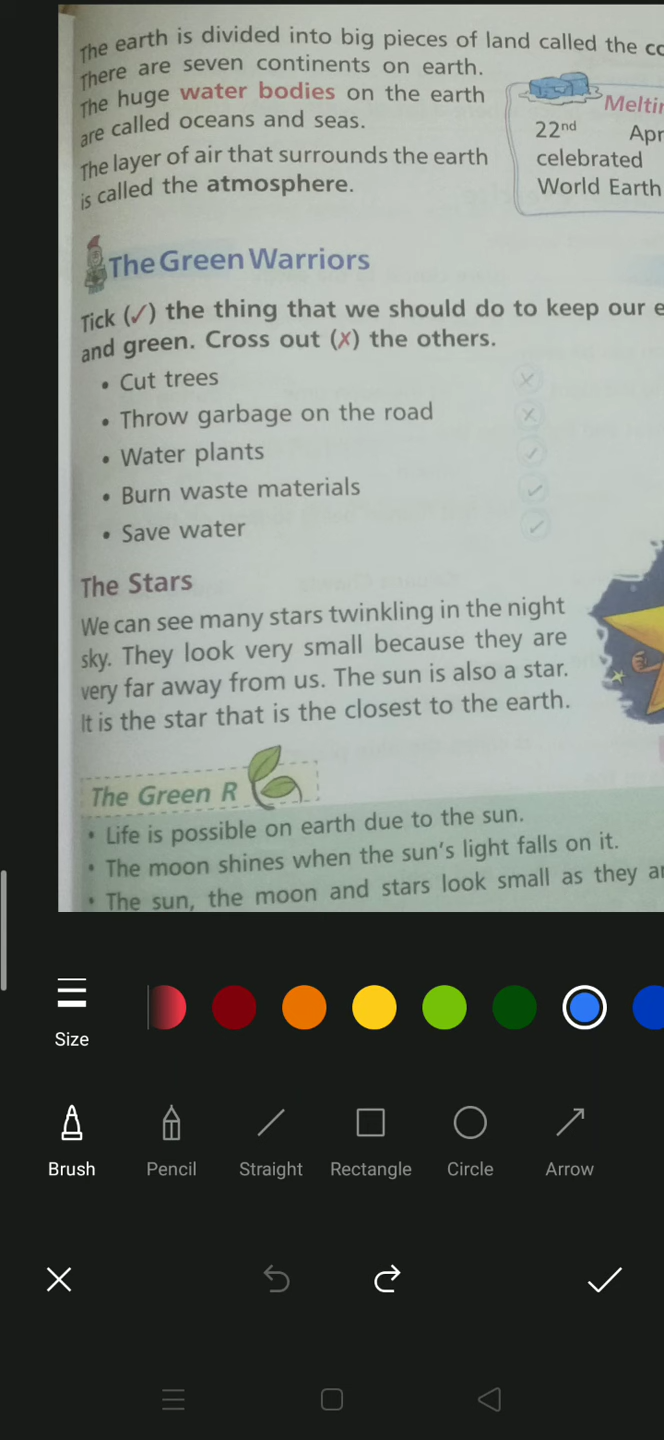 The earth is divided into big pieces of land called the
There are seven continents on earth.
The huge water bodies on the earth
are called oceans and seas.
The layer of air that surrounds the earth
is called the atmosphere.
22nd Apr
celebrated
World Earth
The Green Warriors
Tick (✓) the thing that we should do to keep our e
and green. Cross out (✗) the others.
• Cut trees ✗
• Throw garbage on the road ✗
• Water plants ✓
• Burn waste materials ✓
• Save water ✓
The Stars
We can see many stars twinkling in the night
sky. They look very small because they are
very far away from us. The sun is also a star.
It is the star that is the closest to the earth.
The Green R
• Life is possible on earth due to the sun.
• The moon shines when the sun's light falls on it.
• The sun, the moon and stars look small as they
Size
Brush Pencil Straight Rectangle Circle Arrow